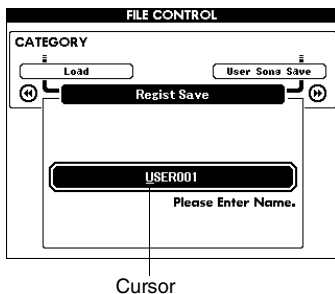 FILE CONTROL
CATEGORY
Load
User Song Save
Regist Save
USER001
Please Enter Name.
Cursor